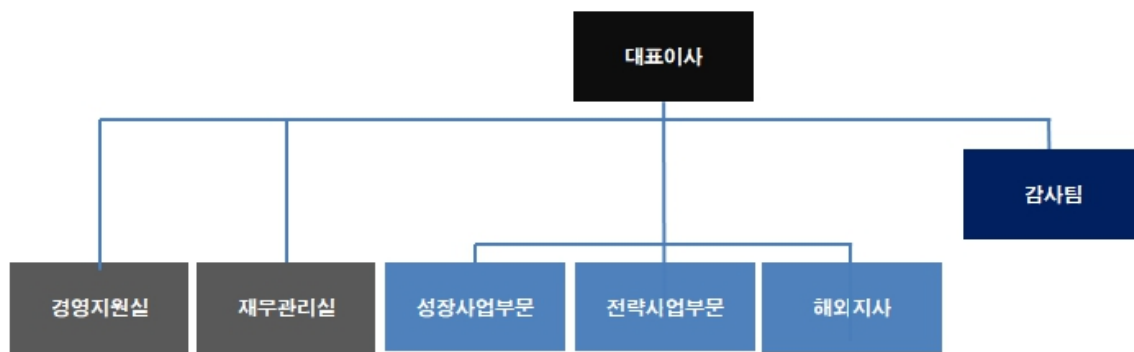 대표이사
감사팀
경영지원실
재무관리실
성장사업부문
전략사업부문
해외지사